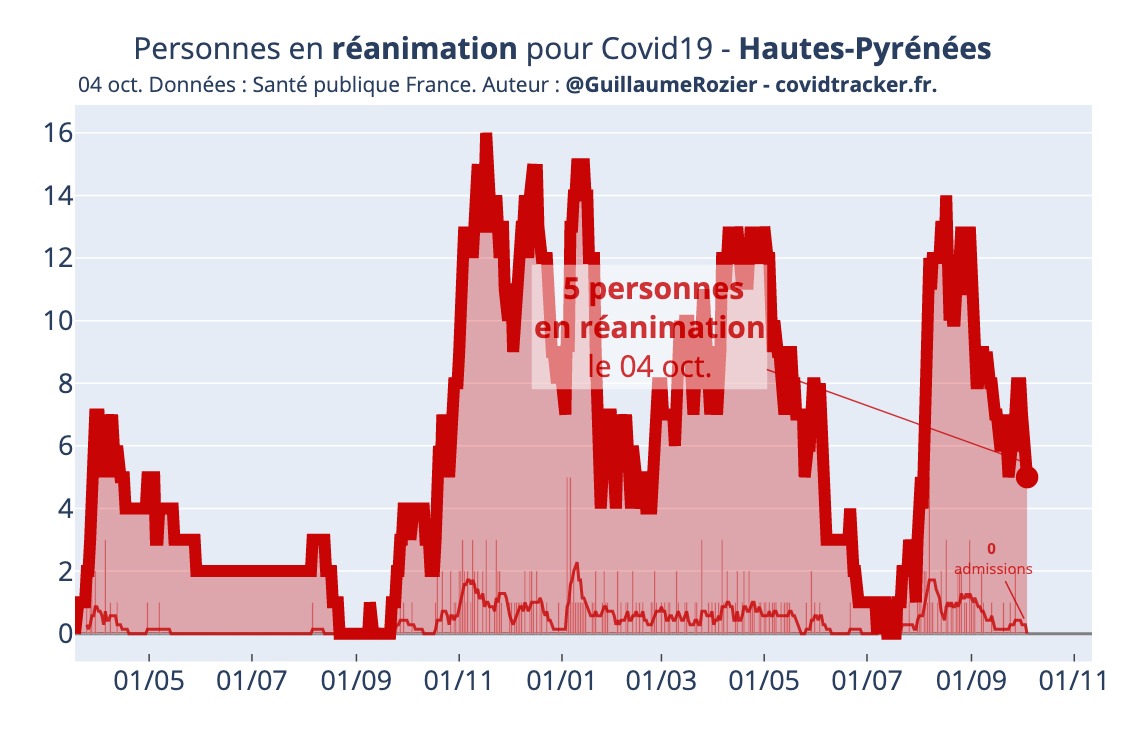 Personnes en réanimation pour Covid19 - Hautes-Pyrénées
04 oct. Données : Santé publique France. Auteur : @GuillaumeRozier - covidtracker.fr.
16
14
12
10
8
6
4
2
0
5 personnes
en réanimation
le 04 oct.
0
admissions
01/05 01/07 01/09 01/11 01/01 01/03 01/05 01/07 01/09 01/11